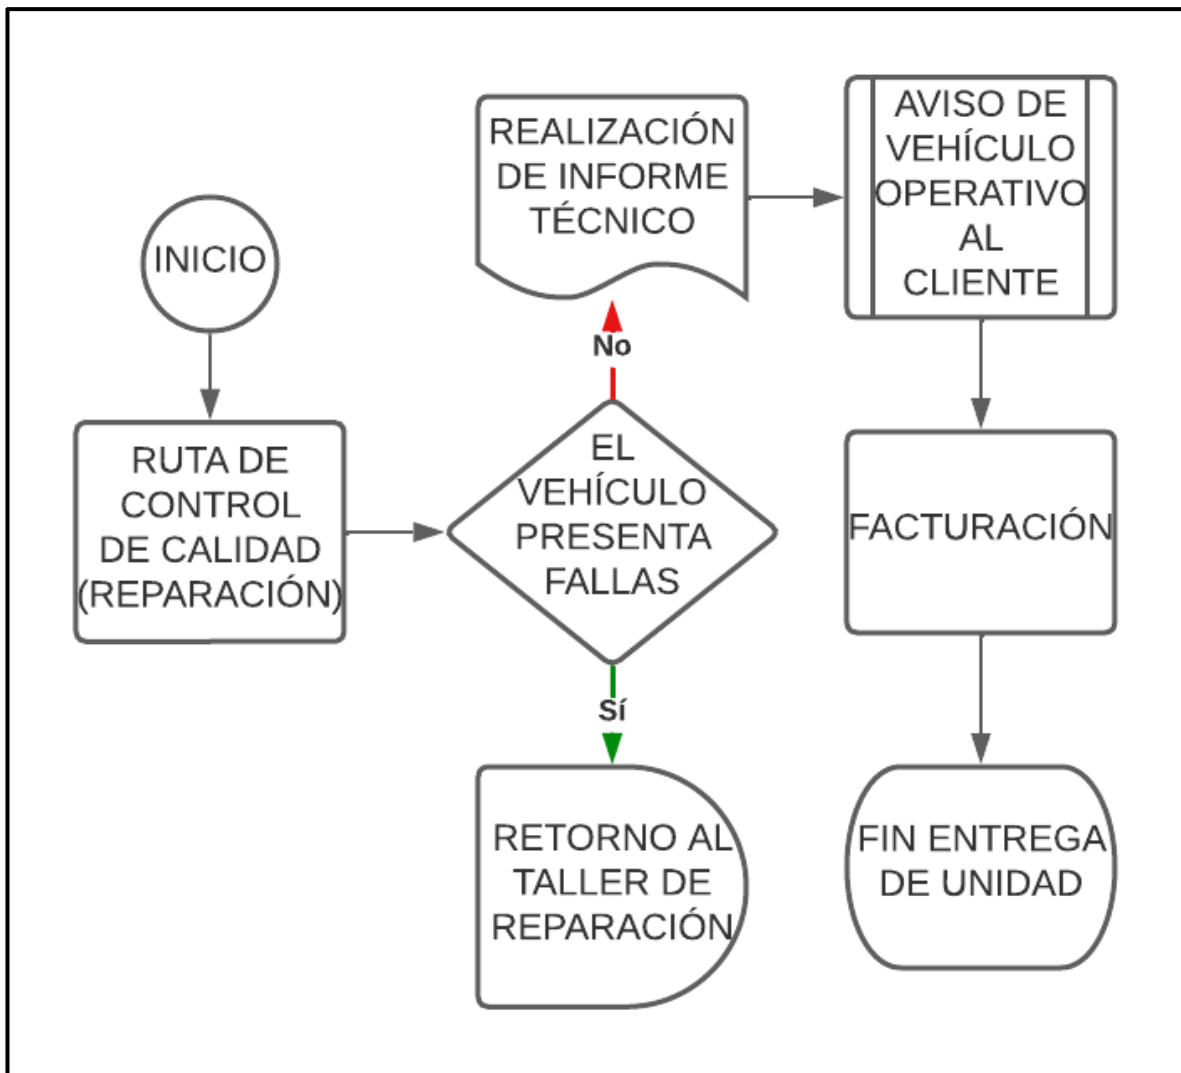 INICIO
RUTA DE
CONTROL
DE CALIDAD
(REPARACIÓN)
EL
VEHÍCULO
PRESENTA
FALLAS
No
REALIZACIÓN
DE INFORME
TÉCNICO
Sí
RETORNO AL
TALLER DE
REPARACIÓN
AVISO DE
VEHÍCULO
OPERATIVO
AL
CLIENTE
FACTURACIÓN
FIN ENTREGA
DE UNIDAD